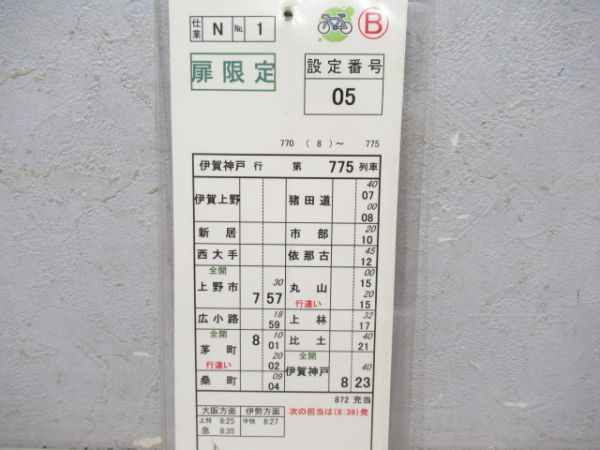 仕業 N No. 1 B
扉限定 設定番号
05
770 ( 8 )～ 775
伊賀神戸 行 第 775 列車
伊賀上野 猪田道 40 07 00 08
新居 市部 20 10
西大手 依那古 45 12
全開 上野市 7 57 30 丸山 00 15 20 15 行違い
広小路 18 59 上林 32 17
全開 茅町 8 10 01 20 02 行違い 比土 40 21
桑町 09 04 全開 伊賀神戸 40 8 23
872 充当
大阪方面 伊勢方面 次の担当は(8:39)発
上特 8:25 宇快 8:27
急 8:35